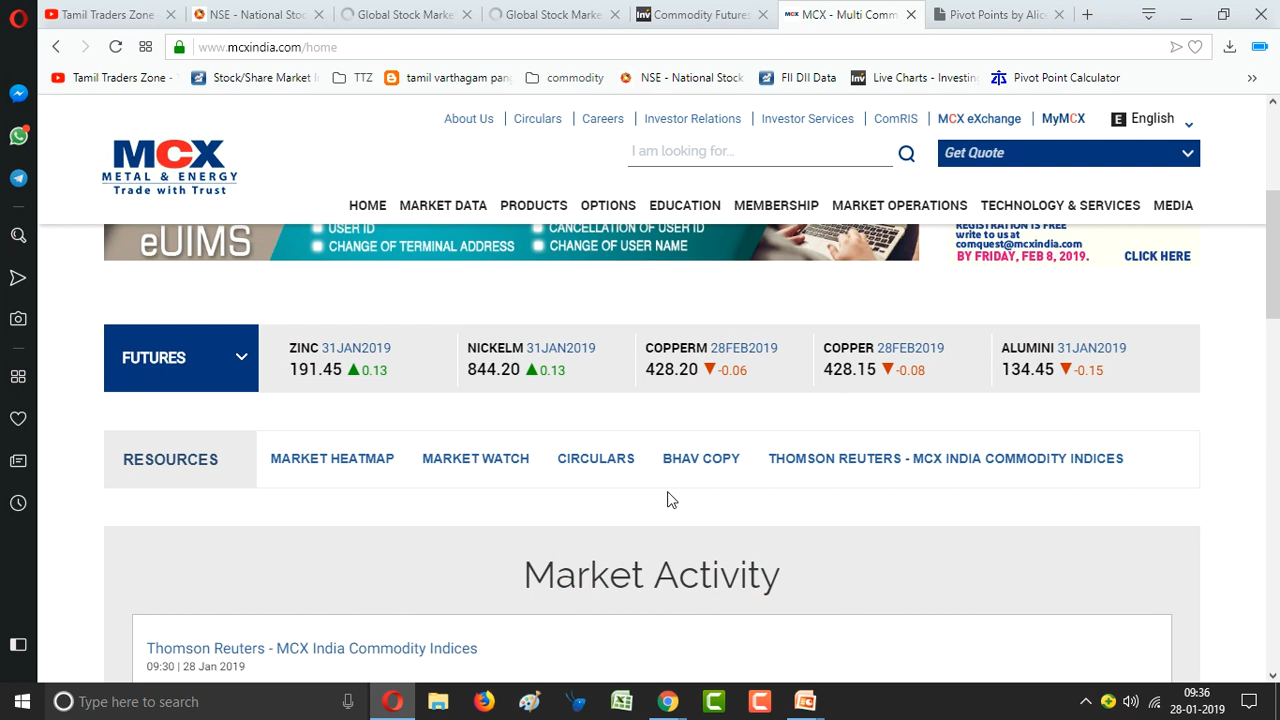 Tamil Traders Zone
NSE - National Stoc
Global Stock Marke
Global Stock Marke
Commodity Futures
MCX - Multi Comm
Pivot Points by Alice
www.mcxindia.com/home
Tamil Traders Zone -
Stock/Share Market I
TTZ
tamil varthagam pan
commodity
NSE - National Stock
FII DII Data
Live Charts - Investin
Pivot Point Calculator
About Us
Circulars
Careers
Investor Relations
Investor Services
ComRIS
MCX eXchange
MyMCX
E English
MCX
METAL & ENERGY
Trade with Trust
I am looking for...
Get Quote
HOME
MARKET DATA
PRODUCTS
OPTIONS
EDUCATION
MEMBERSHIP
MARKET OPERATIONS
TECHNOLOGY & SERVICES
MEDIA
eUIMS
USER ID
CHANGE OF TERMINAL ADDRESS
CANCELLATION OF USER ID
CHANGE OF USER NAME
REGISTRATION IS FREE
write to us at
comquest@mcxindia.com
BY FRIDAY, FEB 8, 2019.
CLICK HERE
FUTURES
ZINC 31JAN2019
191.45 ▲0.13
NICKELM 31JAN2019
844.20 ▲0.13
COPPERM 28FEB2019
428.20 ▼-0.06
COPPER 28FEB2019
428.15 ▼-0.08
ALUMINI 31JAN2019
134.45 ▼-0.15
RESOURCES
MARKET HEATMAP
MARKET WATCH
CIRCULARS
BHAV COPY
THOMSON REUTERS - MCX INDIA COMMODITY INDICES
Market Activity
Thomson Reuters - MCX India Commodity Indices
09:30 | 28 Jan 2019
Type here to search
09:36
28-01-2019